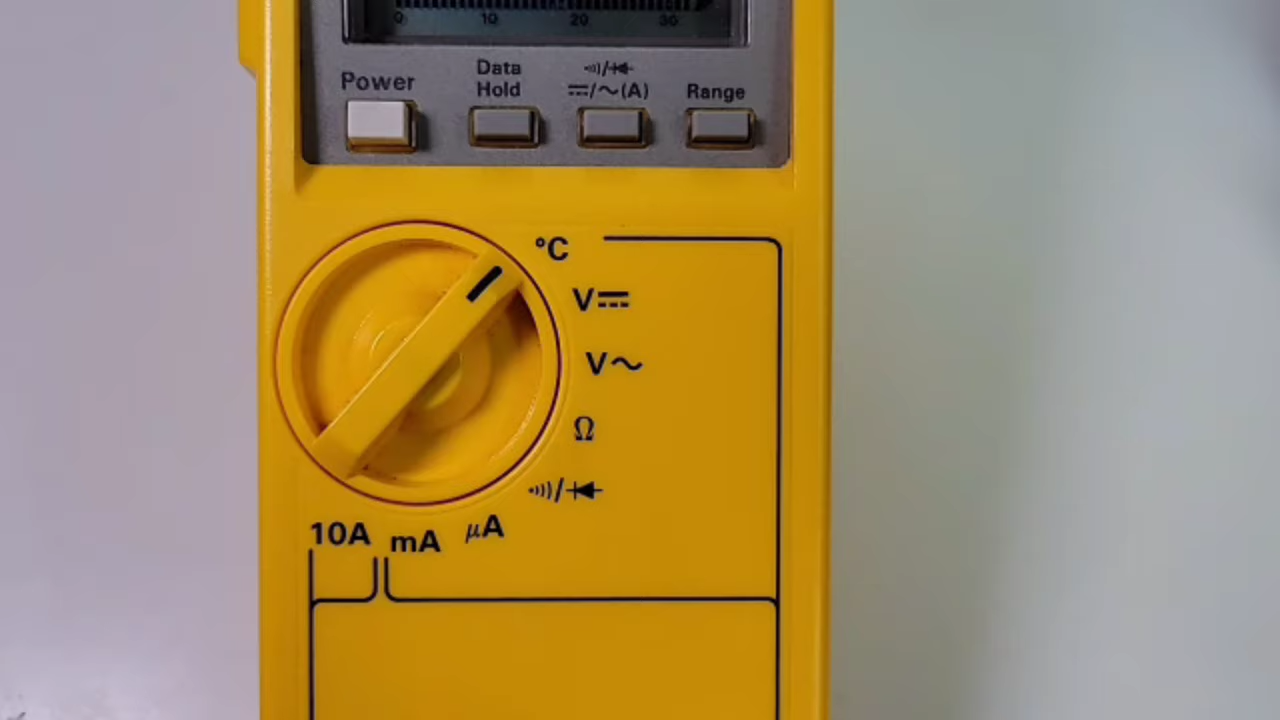 0 10 20 30
Power
Data
Hold
⎓/~(A)
Range
°C
V⎓
V~
Ω
10A mA µA